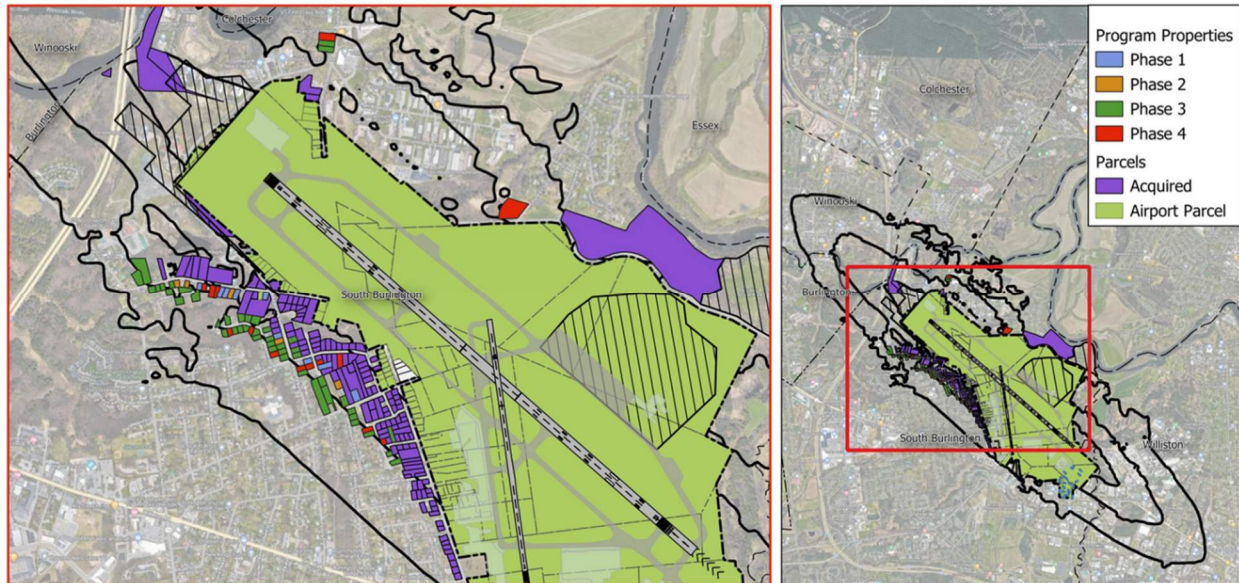 Colchester
Winooski
Burlington
Essex
South Burlington
Colchester
Winooski
Burlington
South Burlington
Williston
Program Properties
Phase 1
Phase 2
Phase 3
Phase 4
Parcels
Acquired
Airport Parcel